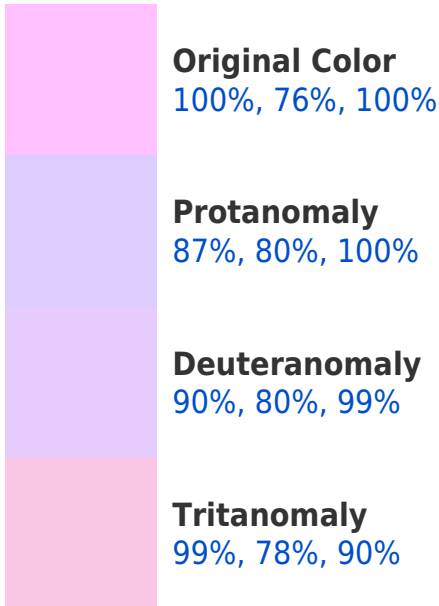 Original Color
100%, 76%, 100%
Protanomaly
87%, 80%, 100%
Deuteranomaly
90%, 80%, 99%
Tritanomaly
99%, 78%, 90%